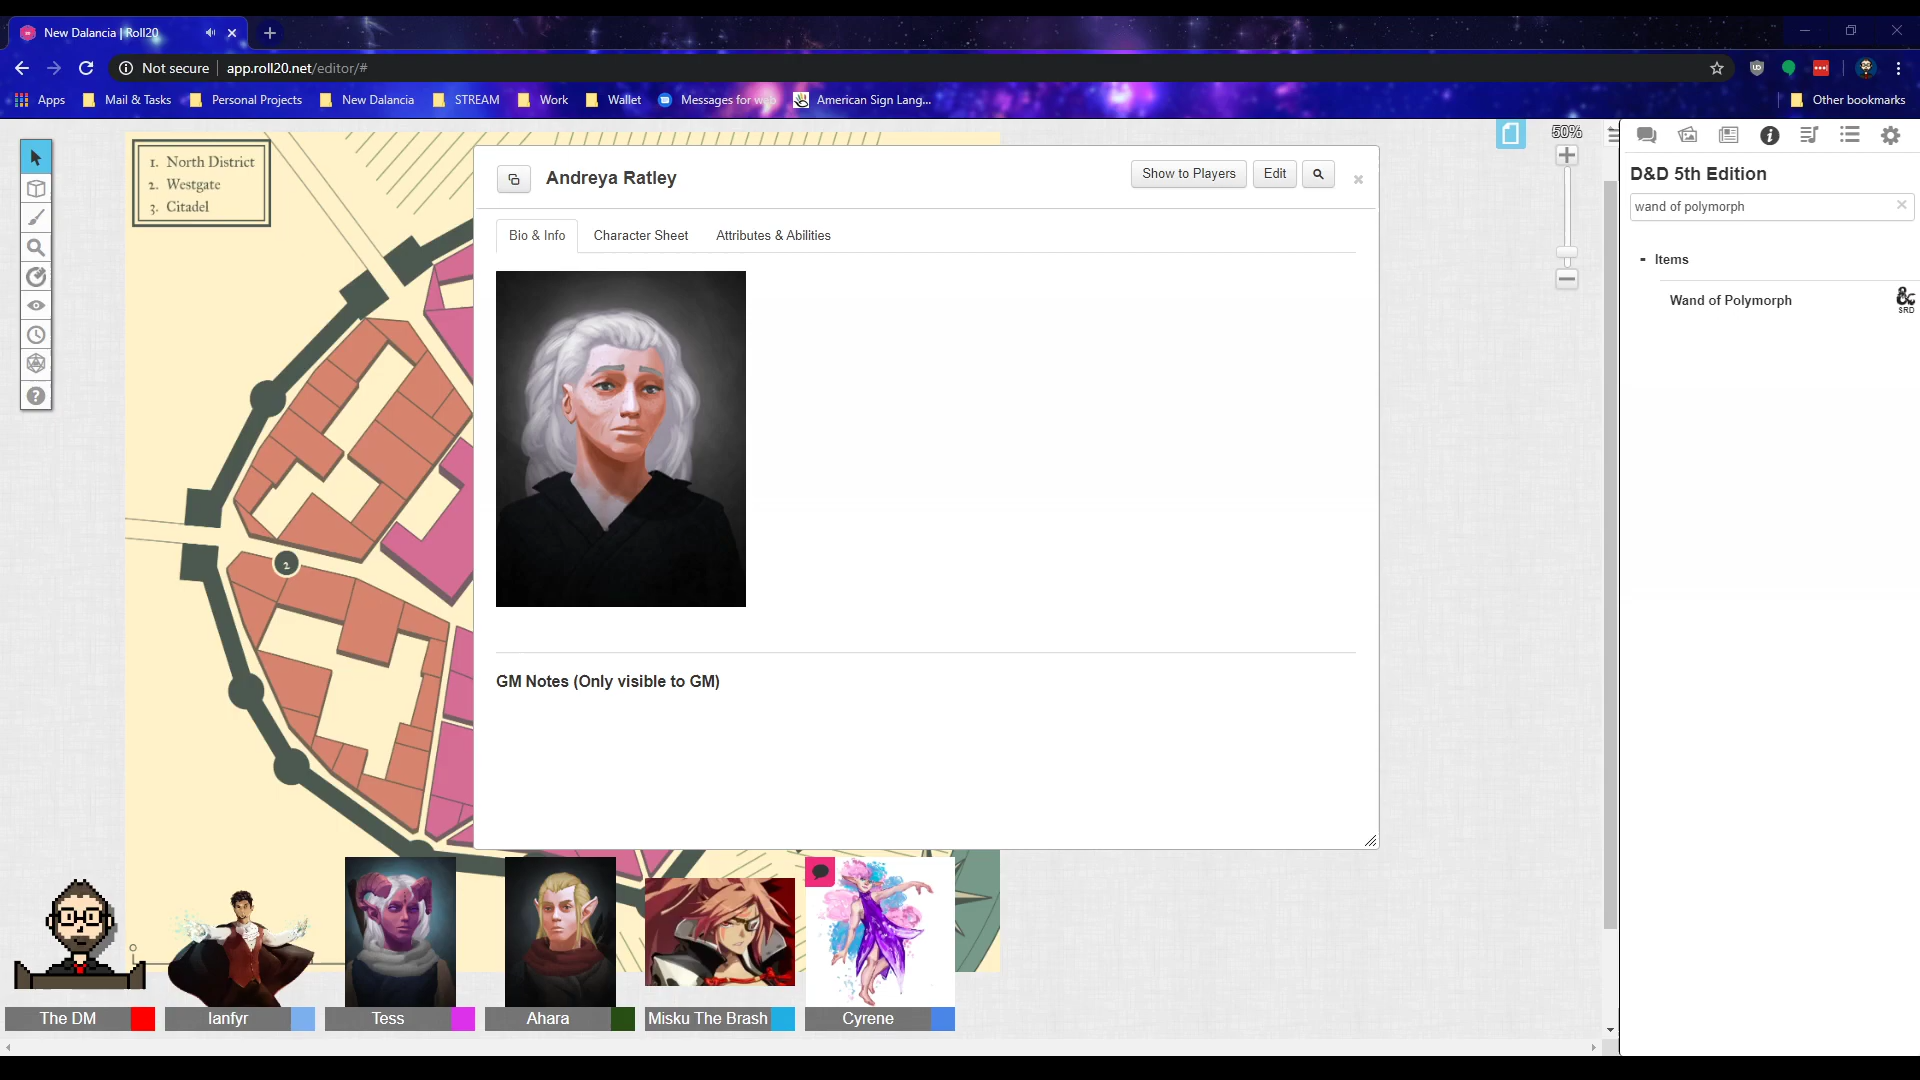 New Dalancia | Roll20
Not secure
app.roll20.net/editor/#
Apps
Mail & Tasks
Personal Projects
New Dalancia
STREAM
Work
Wallet
Messages for web
American Sign Lang...
Other bookmarks
1. North District
2. Westgate
3. Citadel
2
Andreya Ratley
Show to Players
Edit
Bio & Info
Character Sheet
Attributes & Abilities
GM Notes (Only visible to GM)
50%
D&D 5th Edition
wand of polymorph
- Items
Wand of Polymorph
SRD
The DM
Ianfyr
Tess
Ahara
Misku The Brash
Cyrene